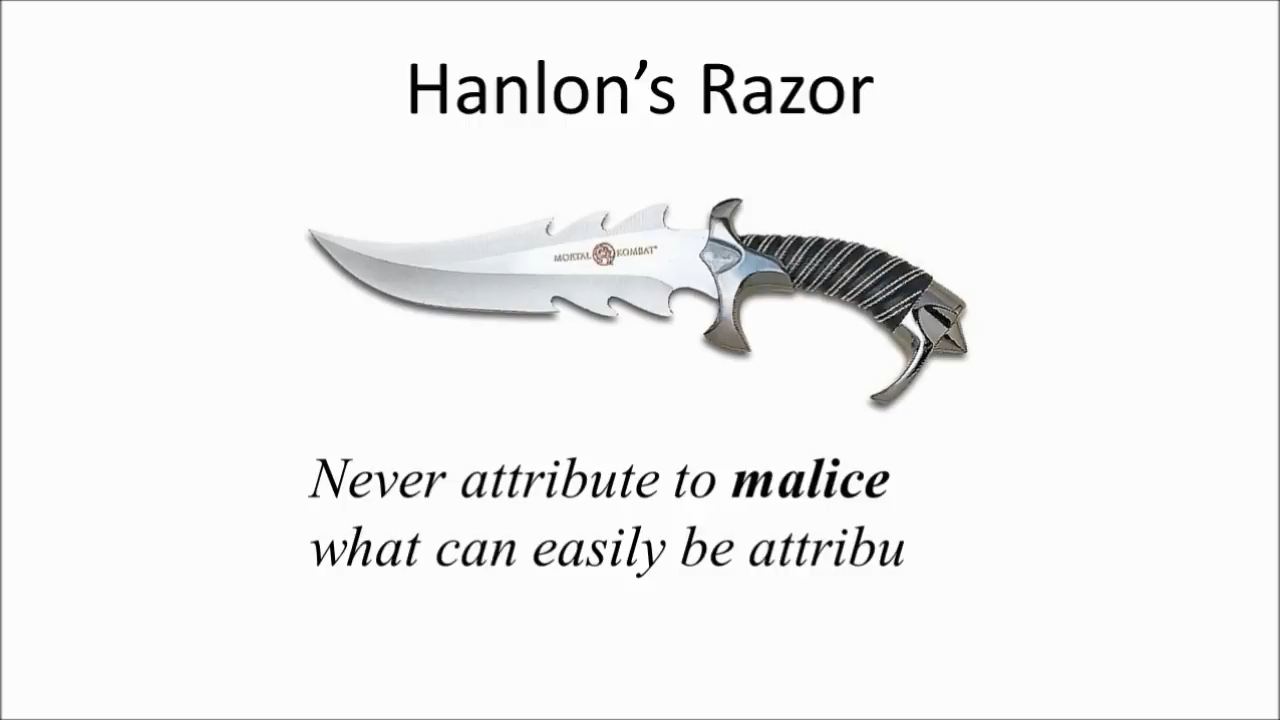 Hanlon’s Razor
MORTAL KOMBAT
Never attribute to malice
what can easily be attribu